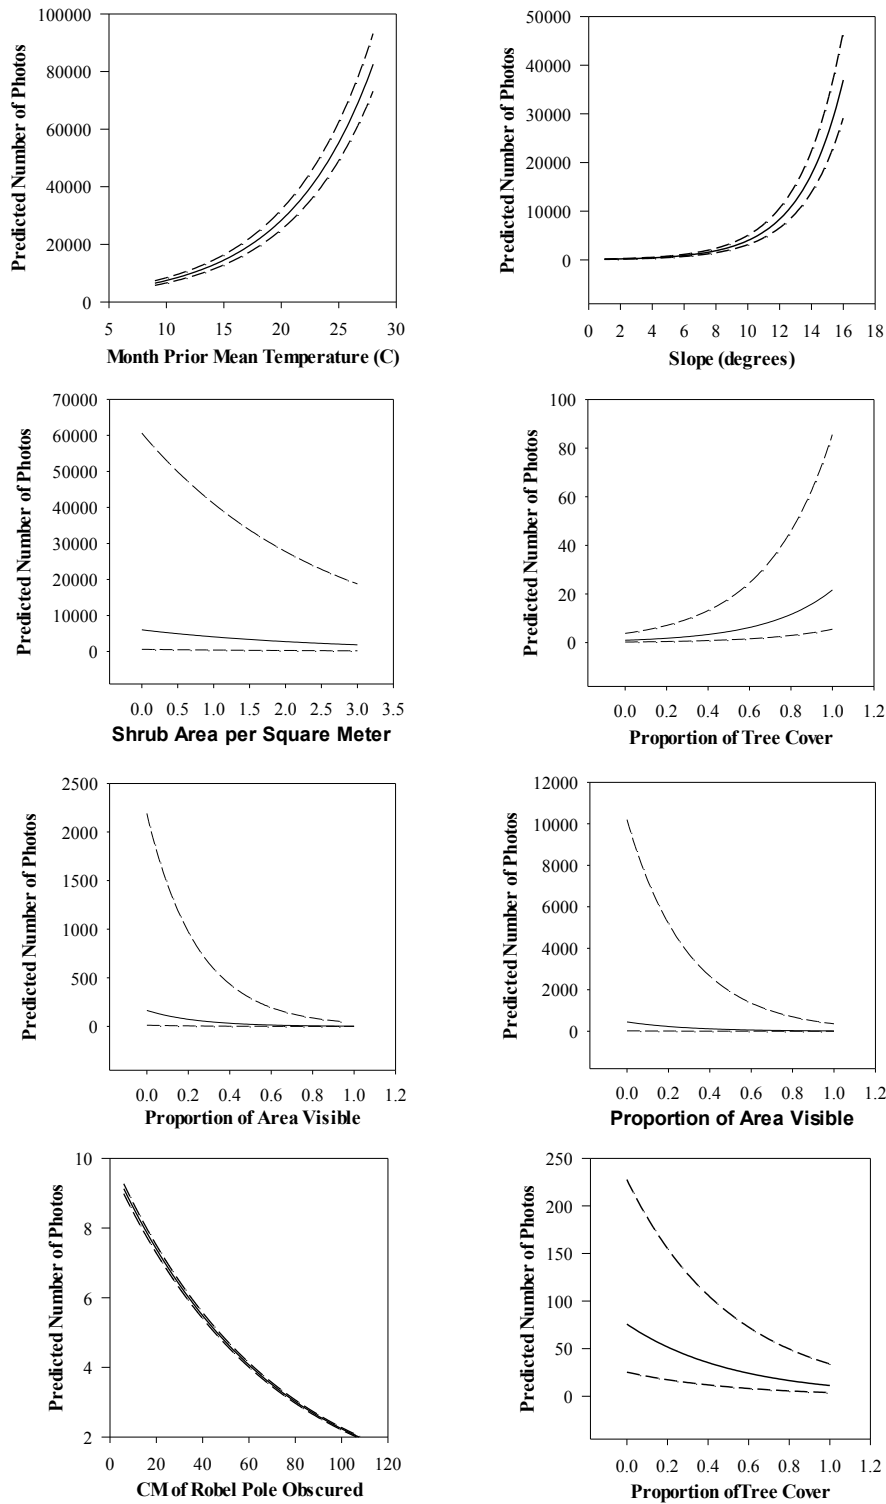 100000
80000
60000
40000
20000
0
Predicted Number of Photos
5 10 15 20 25 30
Month Prior Mean Temperature (C)
50000
40000
30000
20000
10000
0
Predicted Number of Photos
0 2 4 6 8 10 12 14 16 18
Slope (degrees)
70000
60000
50000
40000
30000
20000
10000
0
Predicted Number of Photos
0.0 0.5 1.0 1.5 2.0 2.5 3.0 3.5
Shrub Area per Square Meter
100
80
60
40
20
0
Predicted Number of Photos
0.0 0.2 0.4 0.6 0.8 1.0 1.2
Proportion of Tree Cover
2500
2000
1500
1000
500
0
Predicted Number of Photos
0.0 0.2 0.4 0.6 0.8 1.0 1.2
Proportion of Area Visible
12000
10000
8000
6000
4000
2000
0
Predicted Number of Photos
0.0 0.2 0.4 0.6 0.8 1.0 1.2
Proportion of Area Visible
10
8
6
4
2
Predicted Number of Photos
0 20 40 60 80 100 120
CM of Robel Pole Obscured
250
200
150
100
50
0
Predicted Number of Photos
0.0 0.2 0.4 0.6 0.8 1.0 1.2
Proportion ofTree Cover